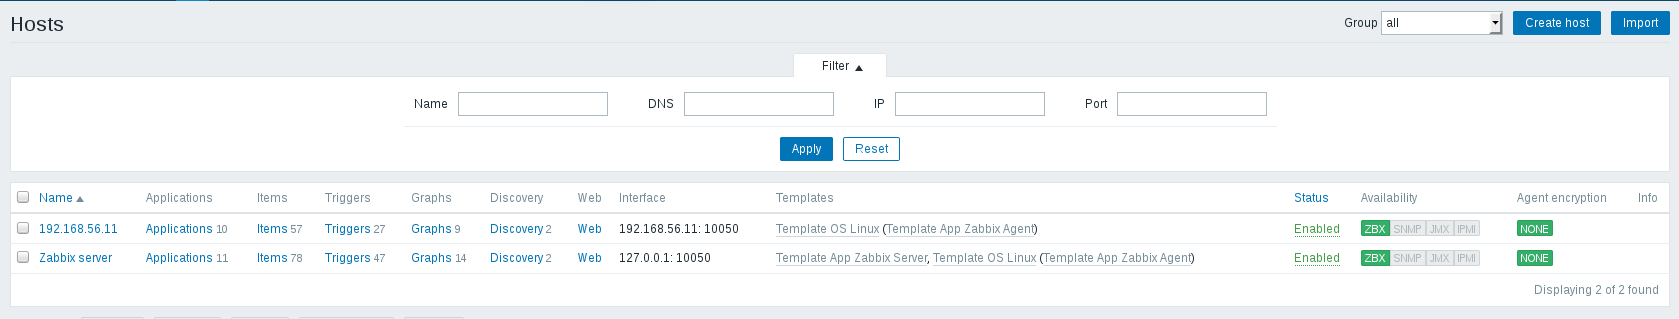 Hosts
Group all Create host Import
Filter
Name DNS IP Port
Apply Reset
Name Applications Items Triggers Graphs Discovery Web Interface Templates Status Availability Agent encryption Info
192.168.56.11 Applications 10 Items 57 Triggers 27 Graphs 9 Discovery 2 Web 192.168.56.11: 10050 Template OS Linux (Template App Zabbix Agent) Enabled ZBX SNMP JMX IPMI NONE
Zabbix server Applications 11 Items 78 Triggers 47 Graphs 14 Discovery 2 Web 127.0.0.1: 10050 Template App Zabbix Server, Template OS Linux (Template App Zabbix Agent) Enabled ZBX SNMP JMX IPMI NONE
Displaying 2 of 2 found